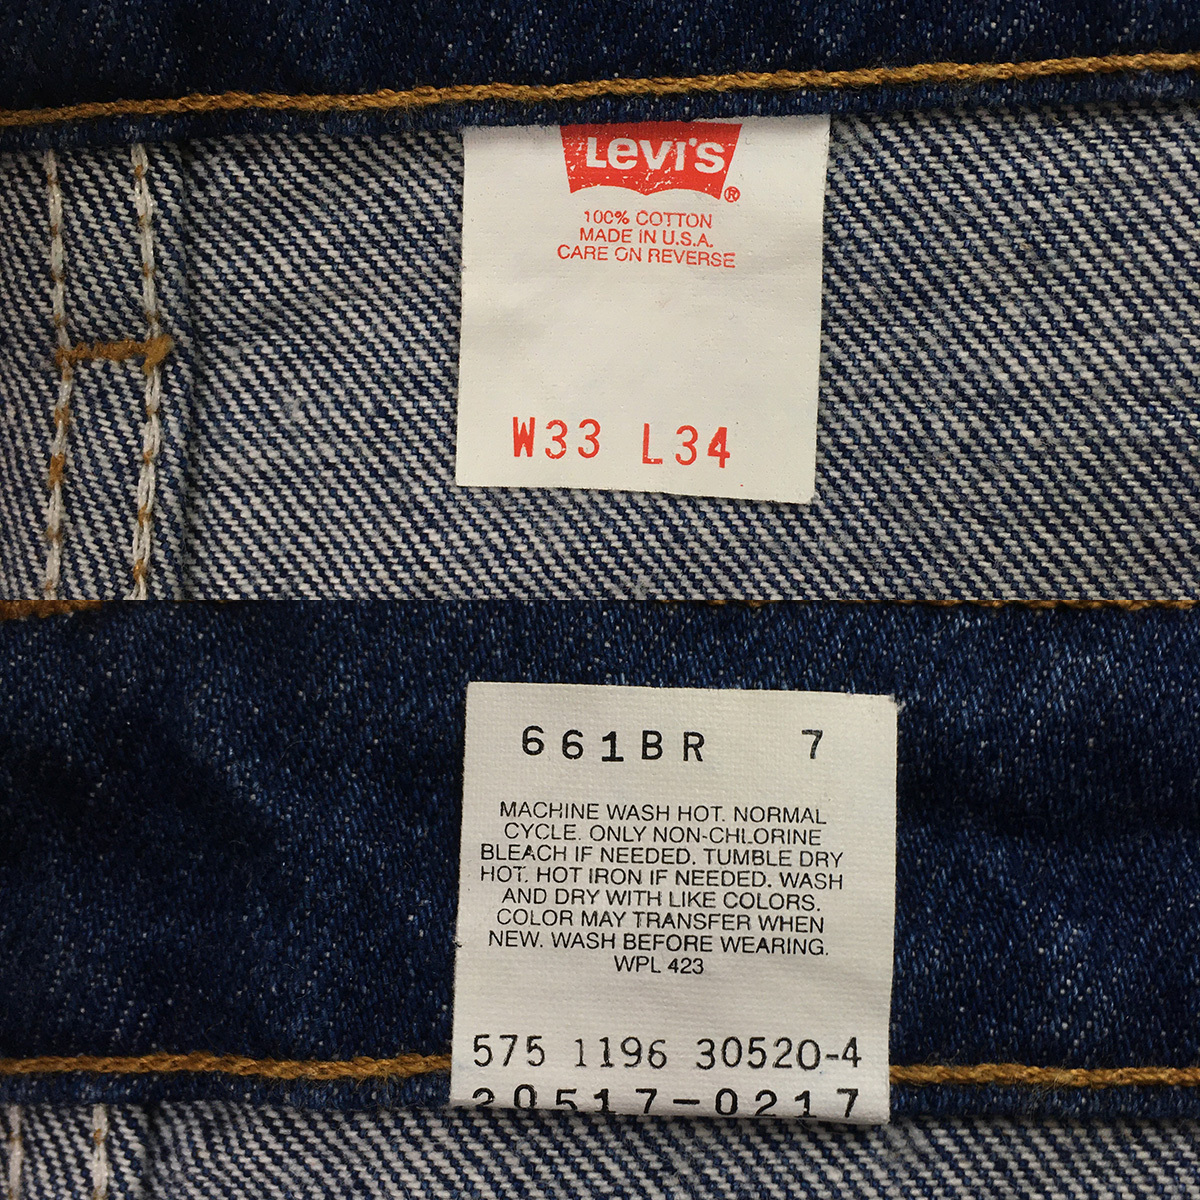 Levi's®
100% COTTON
MADE IN U.S.A.
CARE ON REVERSE
W33 L34
661BR 7
MACHINE WASH HOT. NORMAL
CYCLE. ONLY NON-CHLORINE
BLEACH IF NEEDED. TUMBLE DRY
HOT. HOT IRON IF NEEDED. WASH
AND DRY WITH LIKE COLORS.
COLOR MAY TRANSFER WHEN
NEW. WASH BEFORE WEARING.
WPL 423
575 1196 30520-4
20517-0217